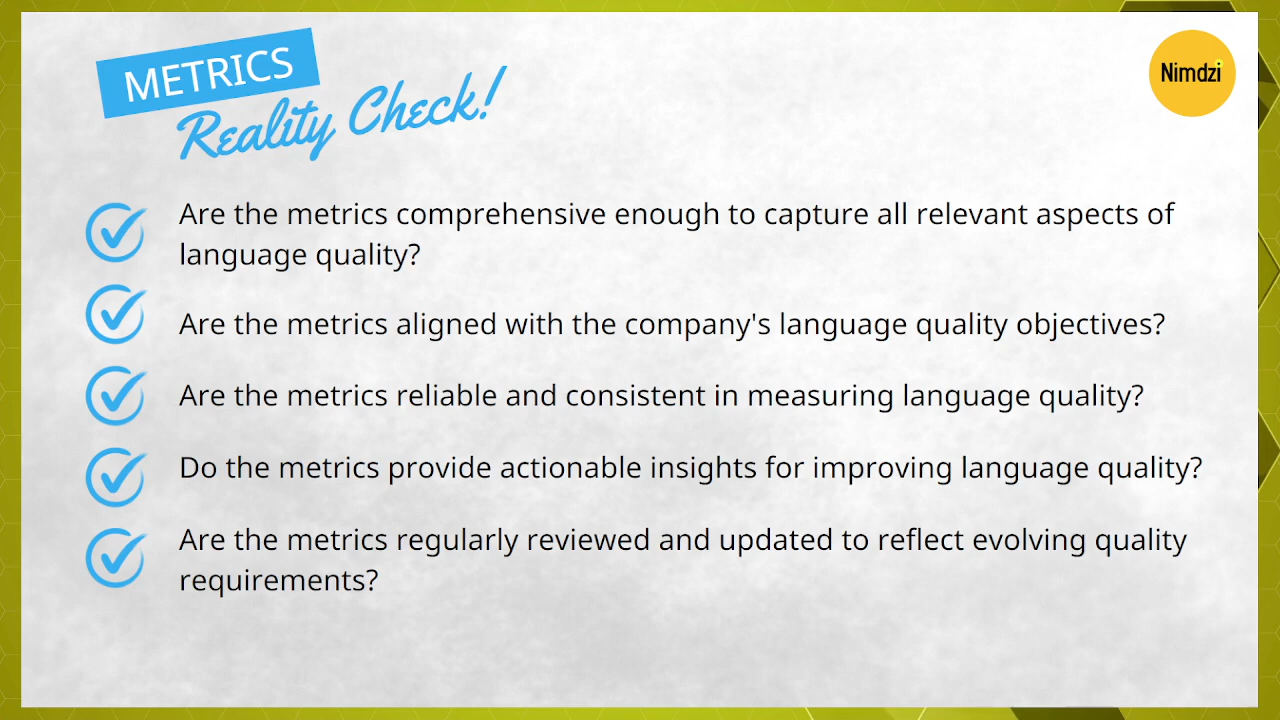 METRICS
Reality Check!
Nimdzi
Are the metrics comprehensive enough to capture all relevant aspects of
language quality?
Are the metrics aligned with the company's language quality objectives?
Are the metrics reliable and consistent in measuring language quality?
Do the metrics provide actionable insights for improving language quality?
Are the metrics regularly reviewed and updated to reflect evolving quality
requirements?